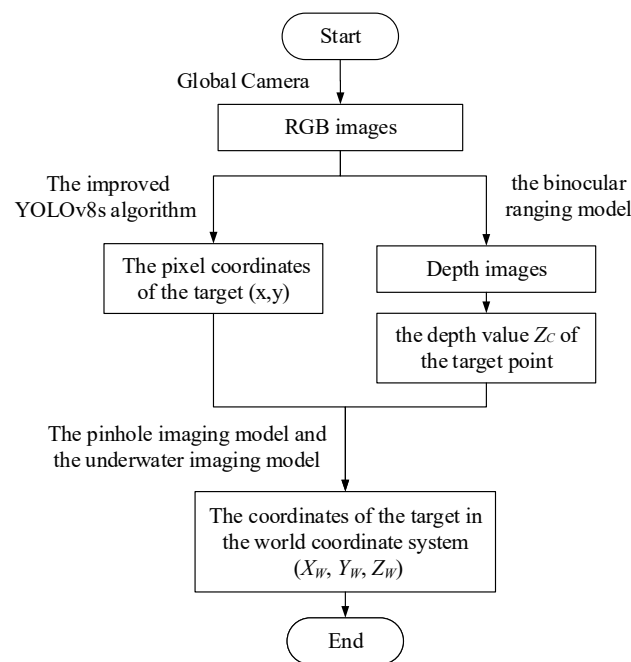 Start
Global Camera
RGB images
The improved
YOLOv8s algorithm
the binocular
ranging model
The pixel coordinates
of the target (x,y)
Depth images
the depth value Zc of
the target point
The pinhole imaging model and
the underwater imaging model
The coordinates of the target in
the world coordinate system
(XW, YW, ZW)
End